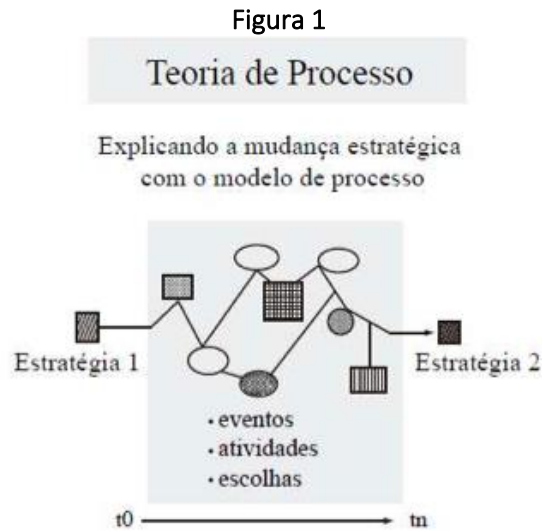 Figura 1
Teoria de Processo
Explicando a mudança estratégica
com o modelo de processo
Estratégia 1
Estratégia 2
• eventos
• atividades
• escolhas
t0
tn